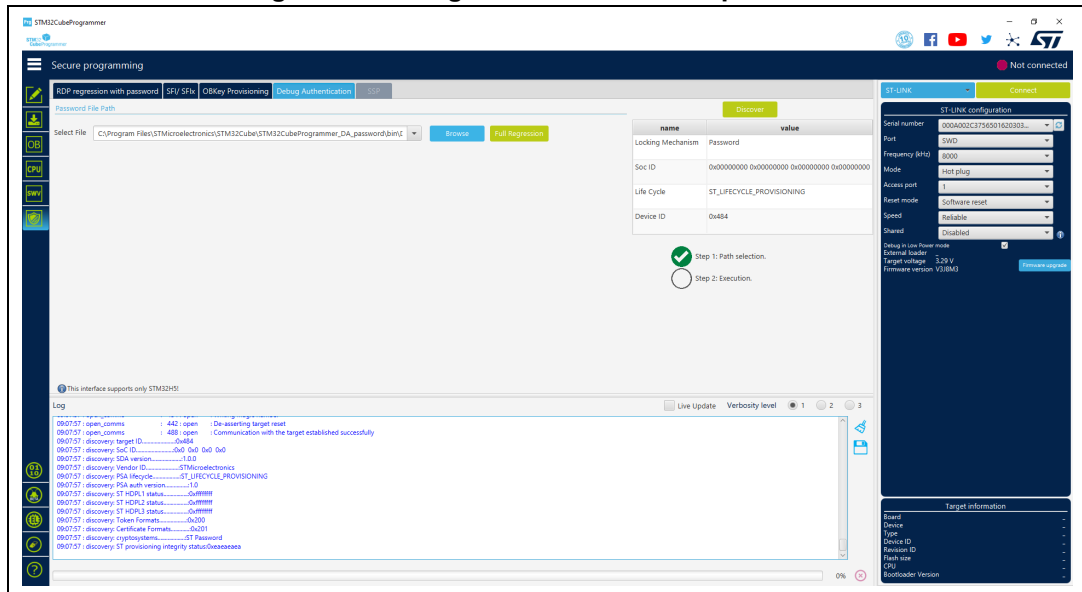 STM32CubeProgrammer
Secure programming
Not connected
RDP regression with password SFI/ SFIx OBKey Provisioning Debug Authentication SSP
Password File Path
Select File C:\Program Files\STMicroelectronics\STM32Cube\STM32CubeProgrammer_DA_password\bin\[ Browse Full Regression
Discover
name value
Locking Mechanism Password
Soc ID 0x00000000 0x00000000 0x00000000 0x00000000
Life Cycle ST_LIFECYCLE_PROVISIONING
Device ID 0x484
Step 1: Path selection.
Step 2: Execution.
This interface supports only STM32H5!
Log Live Update Verbosity level 1 2 3
09:07:57 : open_comms : 442 : open : De-asserting target reset
09:07:57 : open_comms : 488 : open : Communication with the target established successfully
09:07:57 : discovery: target ID.......................:0x484
09:07:57 : discovery: SoC ID.......................:0x0 0x0 0x0 0x0
09:07:57 : discovery: SDA version.......................:1.0.0
09:07:57 : discovery: Vendor ID.......................:STMicroelectronics
09:07:57 : discovery: PSA lifecycle.......................:ST_LIFECYCLE_PROVISIONING
09:07:57 : discovery: PSA auth version.......................:1.0
09:07:57 : discovery: ST HDPL1 status.......................:0xffffffff
09:07:57 : discovery: ST HDPL2 status.......................:0xffffffff
09:07:57 : discovery: ST HDPL3 status.......................:0xffffffff
09:07:57 : discovery: Token Formats.......................:0x200
09:07:57 : discovery: Certificate Formats.......................:0x201
09:07:57 : discovery: cryptosystems.......................:ST Password
09:07:57 : discovery: ST provisioning integrity status:0xeaeaeaea
0%
ST-LINK Connect
ST-LINK configuration
Serial number 000A002C3756501620303...
Port SWD
Frequency (kHz) 8000
Mode Hot plug
Access port 1
Reset mode Software reset
Speed Reliable
Shared Disabled
Debug in Low Power mode
External loader _
Target voltage 3.29 V
Firmware version V3J8M3 Firmware upgrade
Target information
Board _
Device _
Type _
Device ID _
Revision ID _
Flash size _
CPU _
Bootloader Version _
OB
CPU
SWV